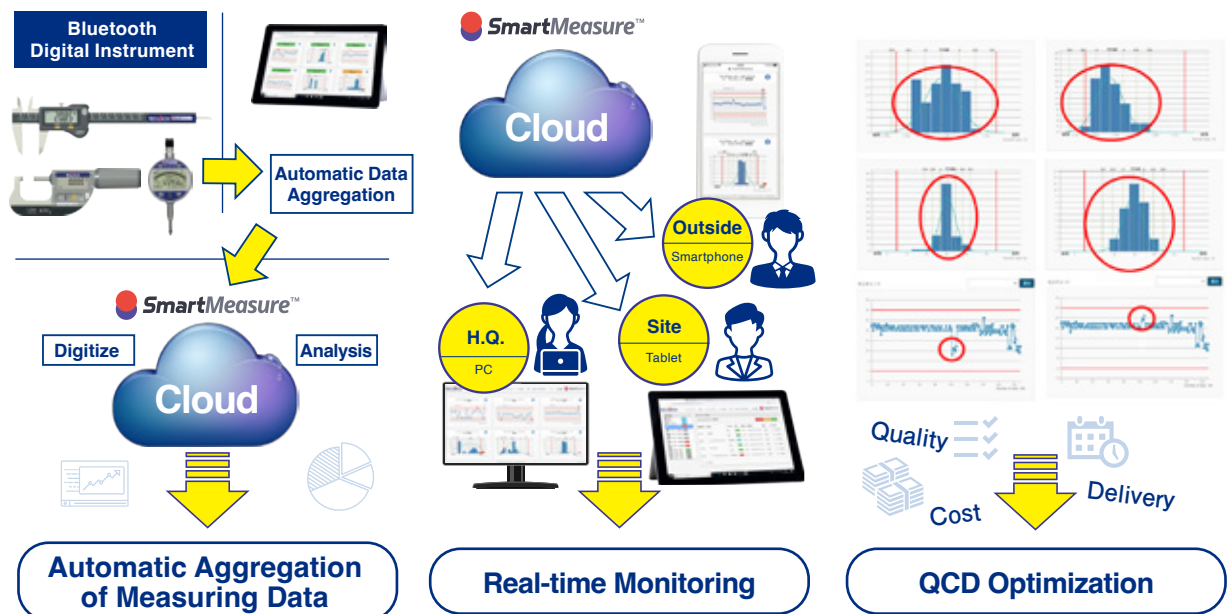 Bluetooth
Digital Instrument
Automatic Data
Aggregation
SmartMeasure™
Digitize
Analysis
Cloud
Automatic Aggregation
of Measuring Data
SmartMeasure™
Cloud
Outside
Smartphone
H.Q.
PC
Site
Tablet
Real-time Monitoring
Quality
Cost
Delivery
QCD Optimization